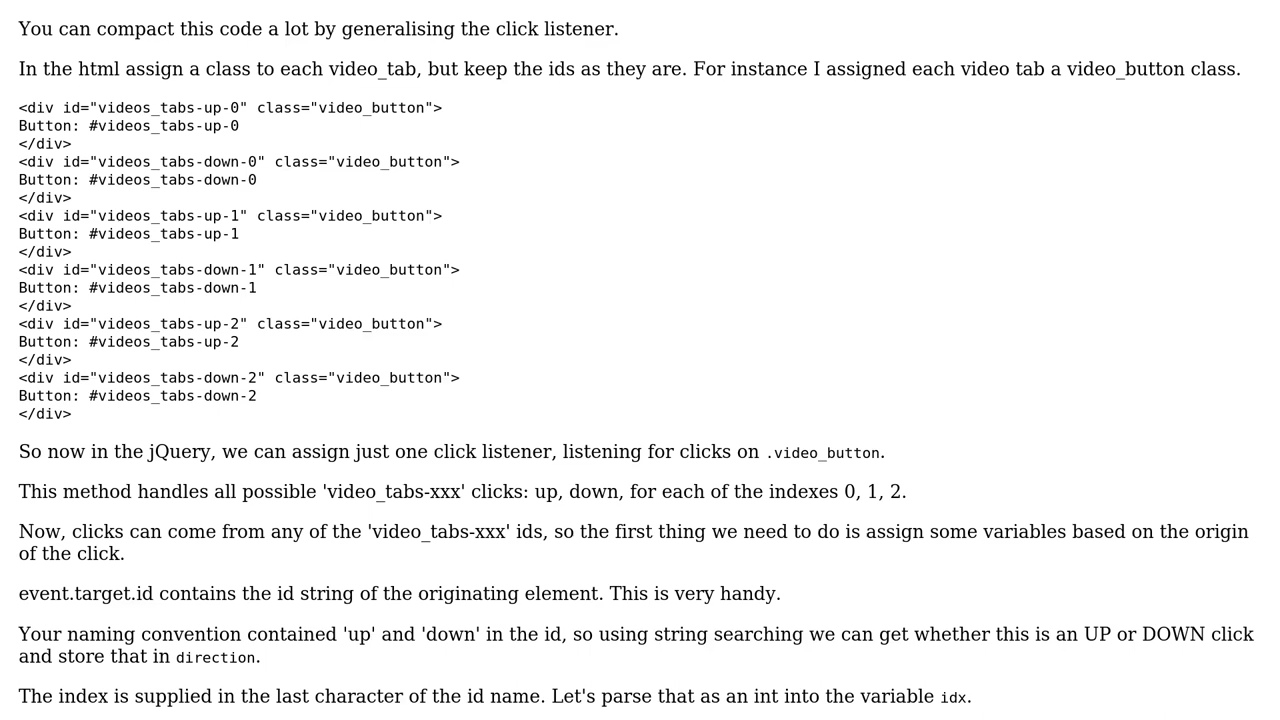 You can compact this code a lot by generalising the click listener.
In the html assign a class to each video_tab, but keep the ids as they are. For instance I assigned each video tab a video_button class.
<div id="videos_tabs-up-0" class="video_button">
Button: #videos_tabs-up-0
</div>
<div id="videos_tabs-down-0" class="video_button">
Button: #videos_tabs-down-0
</div>
<div id="videos_tabs-up-1" class="video_button">
Button: #videos_tabs-up-1
</div>
<div id="videos_tabs-down-1" class="video_button">
Button: #videos_tabs-down-1
</div>
<div id="videos_tabs-up-2" class="video_button">
Button: #videos_tabs-up-2
</div>
<div id="videos_tabs-down-2" class="video_button">
Button: #videos_tabs-down-2
</div>
So now in the jQuery, we can assign just one click listener, listening for clicks on .video_button.
This method handles all possible 'video_tabs-xxx' clicks: up, down, for each of the indexes 0, 1, 2.
Now, clicks can come from any of the 'video_tabs-xxx' ids, so the first thing we need to do is assign some variables based on the origin
of the click.
event.target.id contains the id string of the originating element. This is very handy.
Your naming convention contained 'up' and 'down' in the id, so using string searching we can get whether this is an UP or DOWN click
and store that in direction.
The index is supplied in the last character of the id name. Let's parse that as an int into the variable idx.